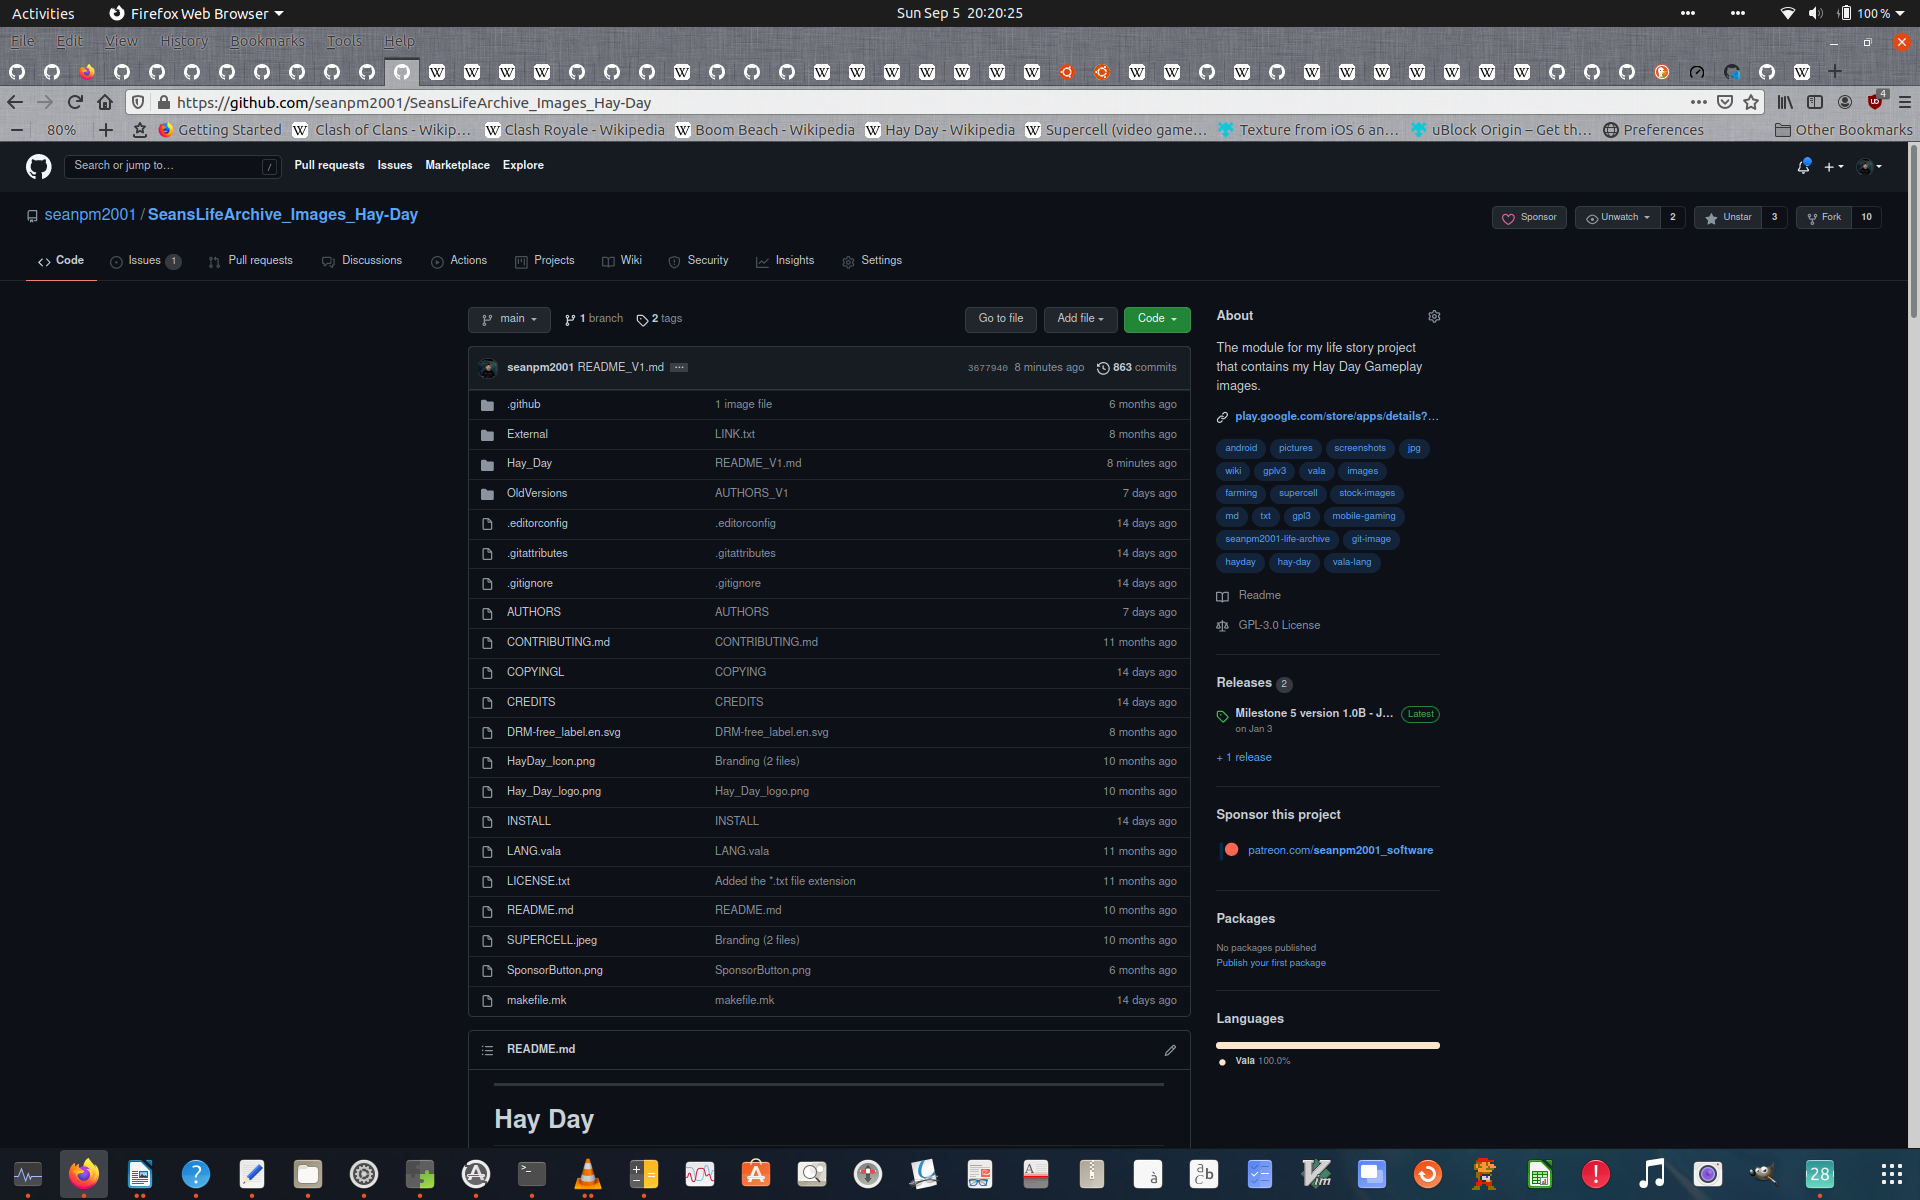 Activities Firefox Web Browser Sun Sep 5 20:20:25 100 %
File Edit View History Bookmarks Tools Help
https://github.com/seanpm2001/SeansLifeArchive_Images_Hay-Day 4
80% Getting Started Clash of Clans - Wikip… Clash Royale - Wikipedia Boom Beach - Wikipedia Hay Day - Wikipedia Supercell (video game… Texture from iOS 6 an… uBlock Origin – Get th… Preferences Other Bookmarks
Search or jump to… / Pull requests Issues Marketplace Explore
seanpm2001 / SeansLifeArchive_Images_Hay-Day Sponsor Unwatch 2 Unstar 3 Fork 10
Code Issues 1 Pull requests Discussions Actions Projects Wiki Security Insights Settings
main 1 branch 2 tags Go to file Add file Code
seanpm2001 README_V1.md 3677940 8 minutes ago 863 commits
.github 1 image file 6 months ago
External LINK.txt 8 months ago
Hay_Day README_V1.md 8 minutes ago
OldVersions AUTHORS_V1 7 days ago
.editorconfig .editorconfig 14 days ago
.gitattributes .gitattributes 14 days ago
.gitignore .gitignore 14 days ago
AUTHORS AUTHORS 7 days ago
CONTRIBUTING.md CONTRIBUTING.md 11 months ago
COPYINGL COPYING 14 days ago
CREDITS CREDITS 14 days ago
DRM-free_label.en.svg DRM-free_label.en.svg 8 months ago
HayDay_Icon.png Branding (2 files) 10 months ago
Hay_Day_logo.png Hay_Day_logo.png 10 months ago
INSTALL INSTALL 14 days ago
LANG.vala LANG.vala 11 months ago
LICENSE.txt Added the *.txt file extension 11 months ago
README.md README.md 10 months ago
SUPERCELL.jpeg Branding (2 files) 10 months ago
SponsorButton.png SponsorButton.png 6 months ago
makefile.mk makefile.mk 14 days ago
README.md
Hay Day
About
The module for my life story project
that contains my Hay Day Gameplay
images.
play.google.com/store/apps/details?…
android pictures screenshots jpg
wiki gplv3 vala images
farming supercell stock-images
md txt gpl3 mobile-gaming
seanpm2001-life-archive git-image
hayday hay-day vala-lang
Readme
GPL-3.0 License
Releases 2
Milestone 5 version 1.0B - J… Latest
on Jan 3
+ 1 release
Sponsor this project
patreon.com/seanpm2001_software
Packages
No packages published
Publish your first package
Languages
Vala 100.0%
28